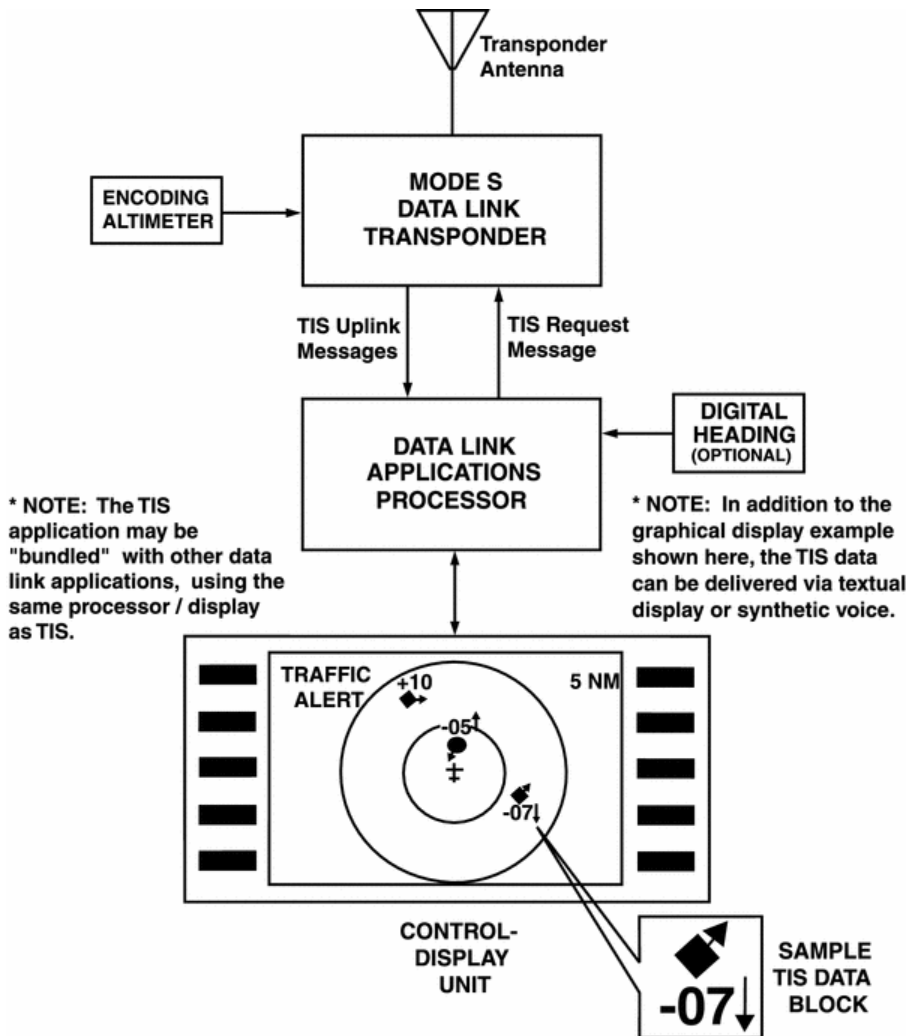 Transponder
Antenna
ENCODING
ALTIMETER
MODE S
DATA LINK
TRANSPONDER
TIS Uplink
Messages
TIS Request
Message
DATA LINK
APPLICATIONS
PROCESSOR
DIGITAL
HEADING
(OPTIONAL)
* NOTE: The TIS
application may be
"bundled" with other data
link applications, using the
same processor / display
as TIS.
* NOTE: In addition to the
graphical display example
shown here, the TIS data
can be delivered via textual
display or synthetic voice.
TRAFFIC
ALERT
+10
5 NM
-05
-07
CONTROL-
DISPLAY
UNIT
-07
SAMPLE
TIS DATA
BLOCK